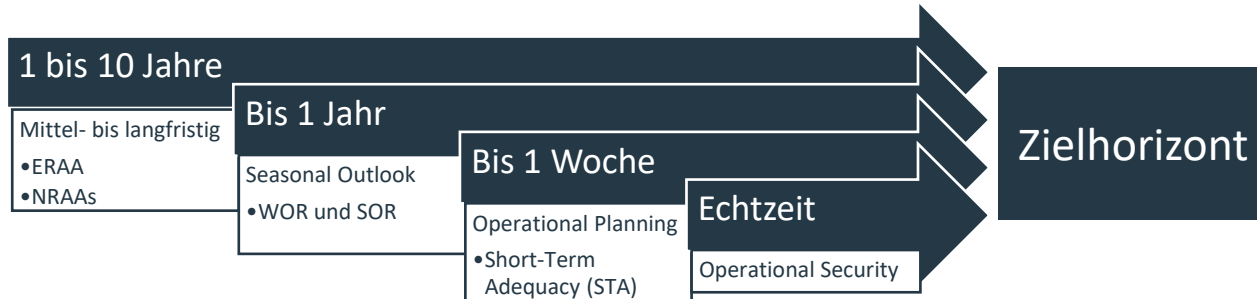 1 bis 10 Jahre
Mittel- bis langfristig
•ERAA
•NRAAs
Bis 1 Jahr
Seasonal Outlook
•WOR und SOR
Bis 1 Woche
Operational Planning
•Short-Term
Adequacy (STA)
Echtzeit
Operational Security
Zielhorizont